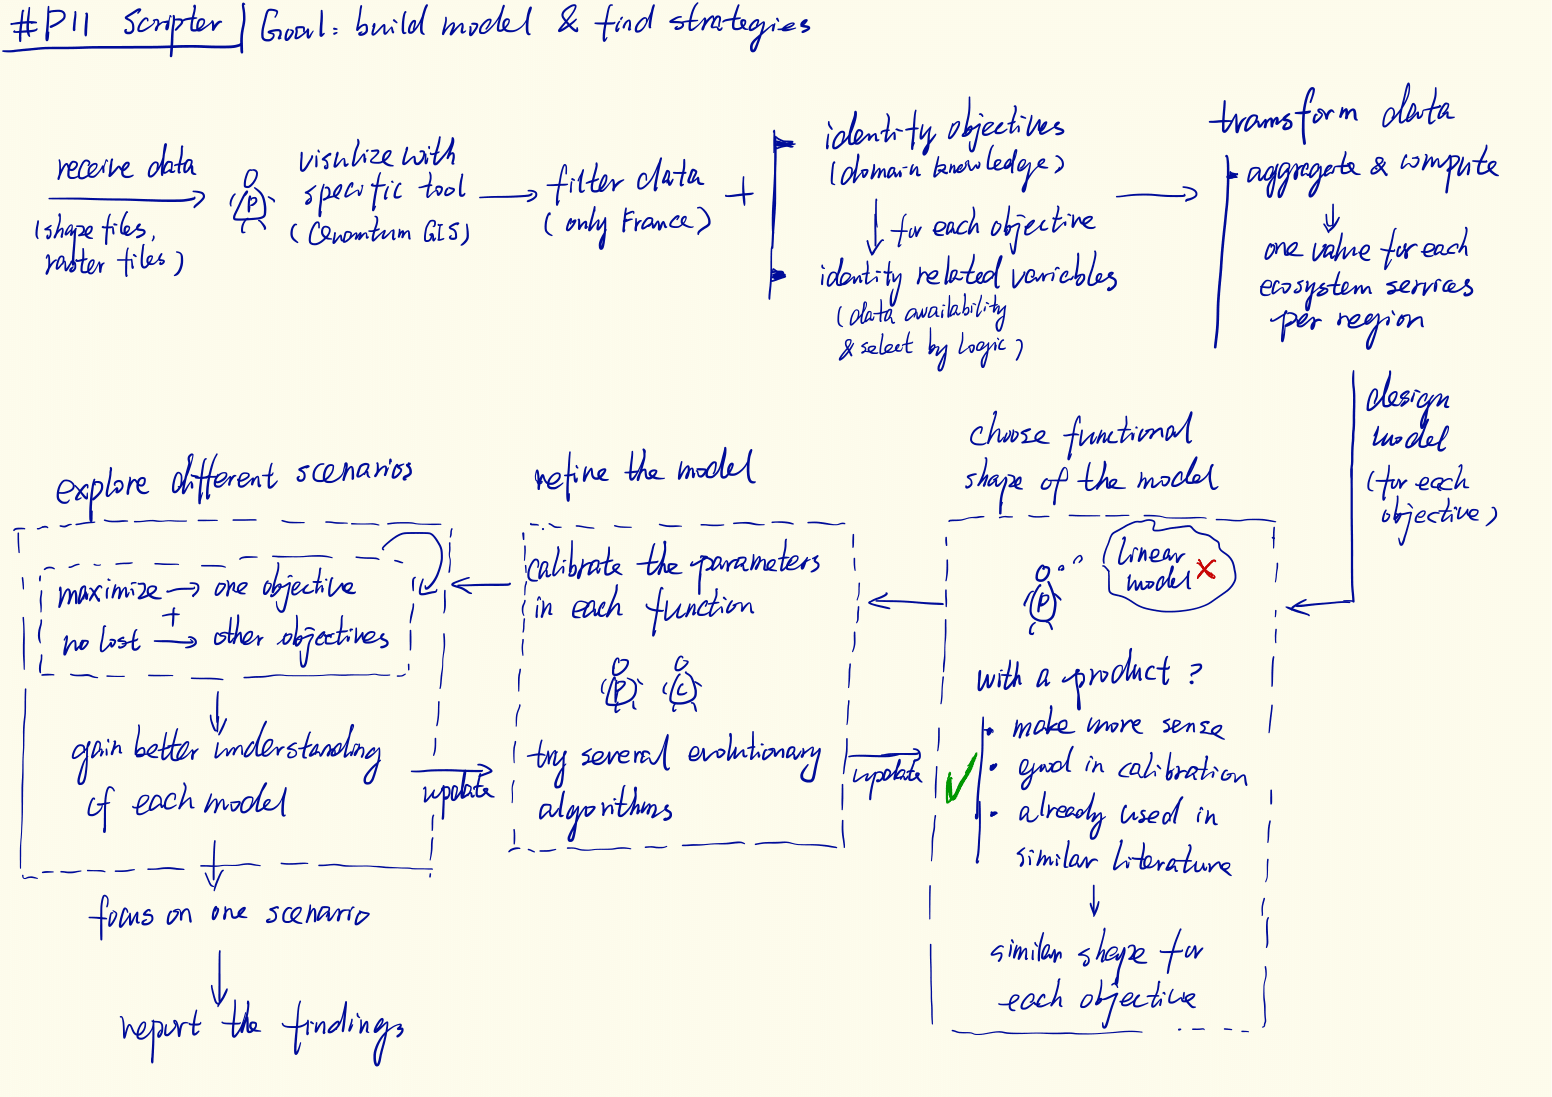 #P11 Scripter
Goal: build model & find strategies
receive data
(shape files,
raster files)
P
visulize with
specific tool
(Quantum GIS)
filter data
(only France)
+
identity objectives
(domain knowledge)
for each objective
identity related variables
(data availability
& select by logic)
transform data
aggregate & compute
one value for each
ecosystem services
per region
design
model
(for each
objective)
choose functional
shape of the model
linear
model
P
with a product ?
• make more sense
• good in calibration
• already used in
similar literature
similar shape for
each objective
update
refine the model
calibrate the parameters
in each function
P C
try several evolutionary
algorithms
update
explore different scenarios
maximize → one objective
+
no lost → other objectives
gain better understanding
of each model
focus on one scenario
report the findings